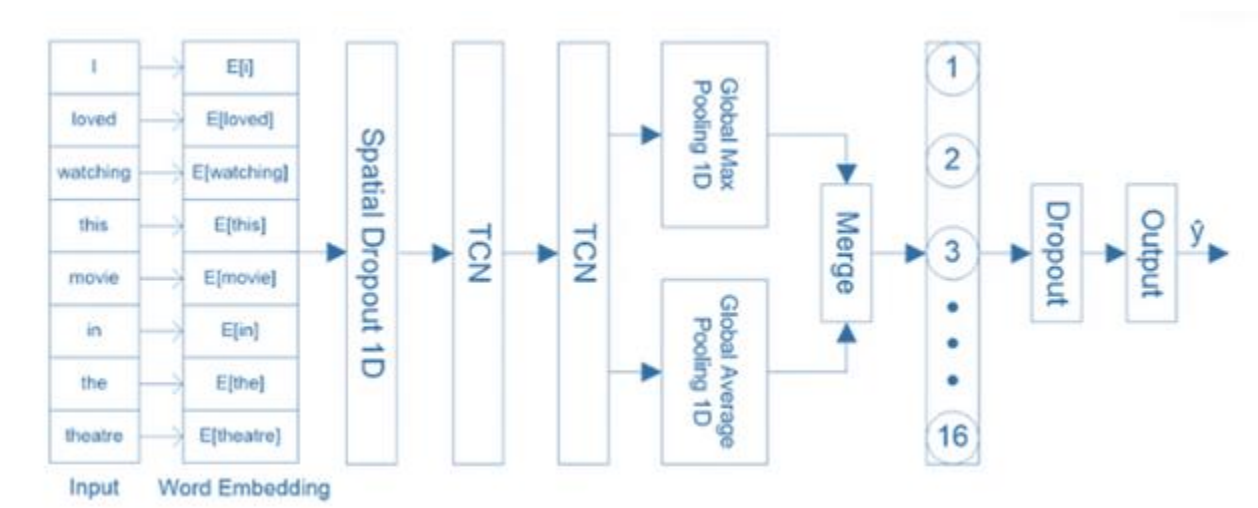 I
loved
watching
this
movie
in
the
theatre
Input
E[i]
E[loved]
E[watching]
E[this]
E[movie]
E[in]
E[the]
E[theatre]
Word Embedding
Spatial Dropout 1D
TCN
TCN
Global Max
Pooling 1D
Global Average
Pooling 1D
Merge
1
2
3
16
Dropout
Output
ŷ